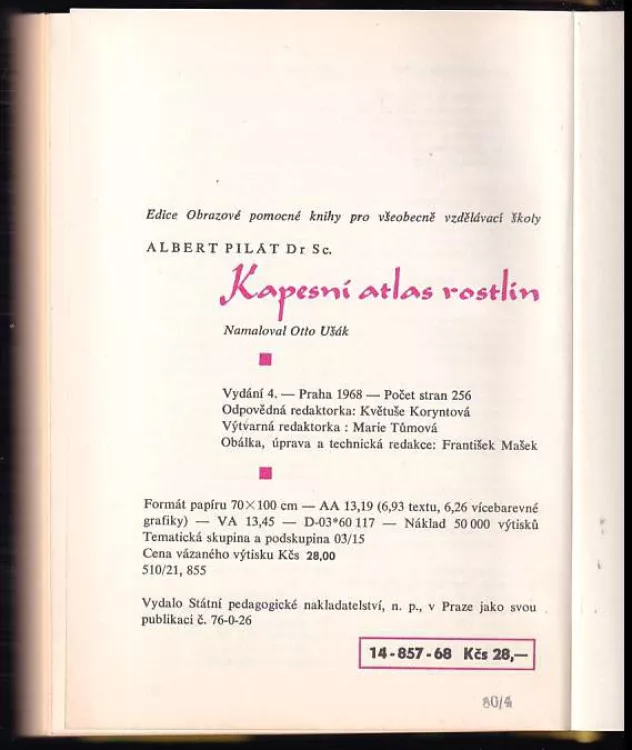 Edice Obrazové pomocné knihy pro všeobecně vzdělávací školy
ALBERT PILÁT Dr Sc.
Kapesní atlas rostlin
Namaloval Otto Ušák
Vydání 4. — Praha 1968 — Počet stran 256
Odpovědná redaktorka: Květuše Koryntová
Výtvarná redaktorka : Marie Tůmová
Obálka, úprava a technická redakce: František Mašek
Formát papíru 70×100 cm — AA 13,19 (6,93 textu, 6,26 vícebarevné
grafiky) — VA 13,45 — D-03*60 117 — Náklad 50 000 výtisků
Tematická skupina a podskupina 03/15
Cena vázaného výtisku Kčs 28,00
510/21, 855
Vydalo Státní pedagogické nakladatelství, n. p., v Praze jako svou
publikaci č. 76-0-26
14-857-68 Kčs 28,—
80/4